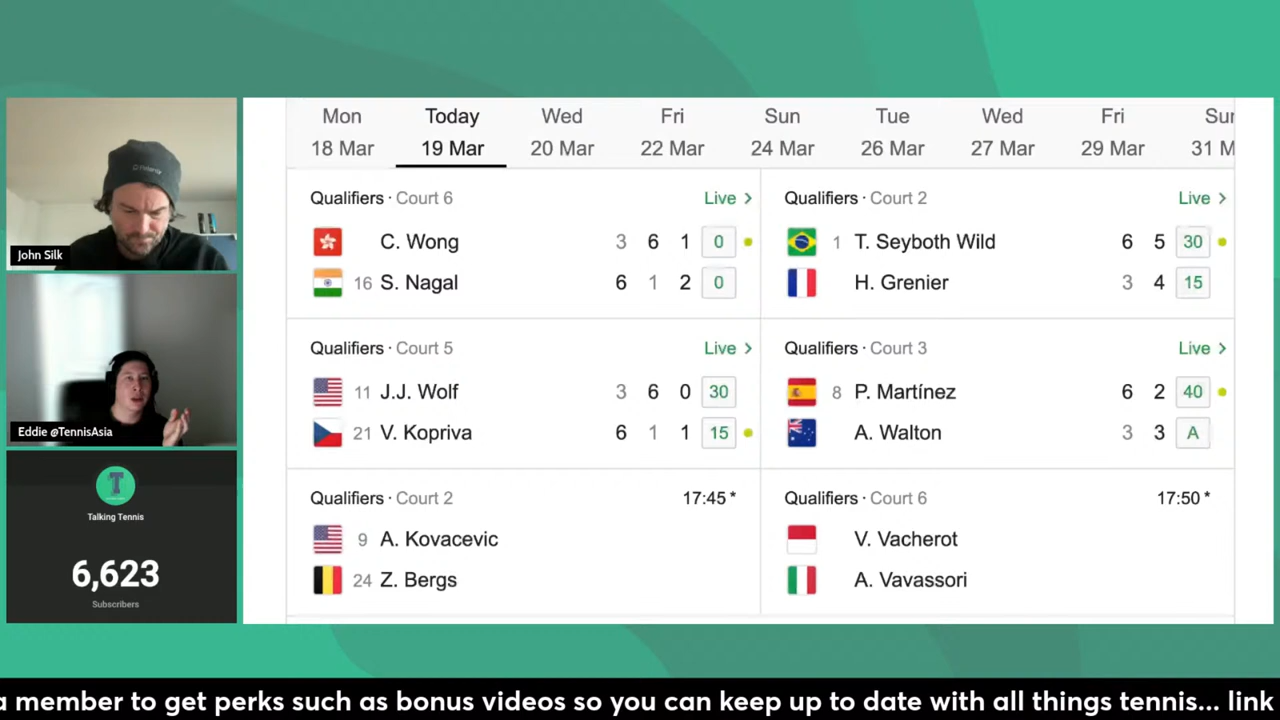 Mon Today Wed Fri Sun Tue Wed Fri Sur
18 Mar 19 Mar 20 Mar 22 Mar 24 Mar 26 Mar 27 Mar 29 Mar 31 M
Qualifiers · Court 6 Live >
C. Wong 3 6 1 0
16 S. Nagal 6 1 2 0
Qualifiers · Court 2 Live >
1 T. Seyboth Wild 6 5 30
H. Grenier 3 4 15
Qualifiers · Court 5 Live >
11 J.J. Wolf 3 6 0 30
21 V. Kopriva 6 1 1 15
Qualifiers · Court 3 Live >
8 P. Martínez 6 2 40
A. Walton 3 3 A
Qualifiers · Court 2 17:45 *
9 A. Kovacevic
24 Z. Bergs
Qualifiers · Court 6 17:50 *
V. Vacherot
A. Vavassori
John Silk
Eddie @TennisAsia
T
Talking Tennis
6,623
Subscribers
a member to get perks such as bonus videos so you can keep up to date with all things tennis... link